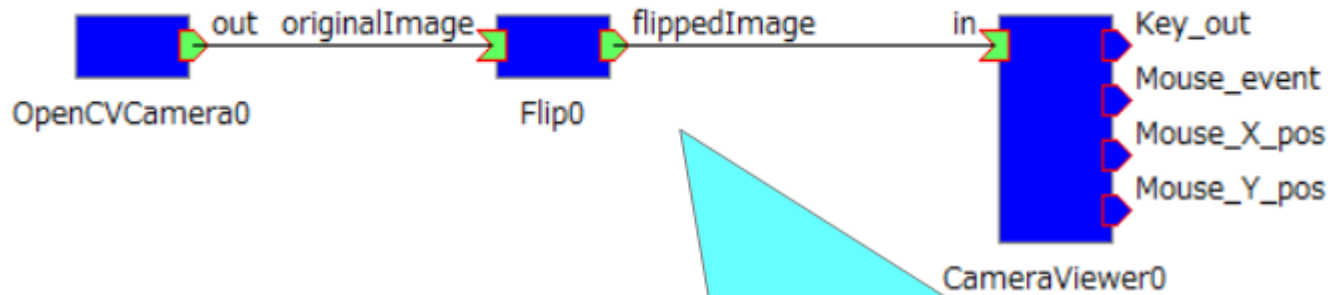 out originalImage flippedImage in Key_out
Mouse_event
OpenCVCamera0 Flip0
Mouse_X_pos
Mouse_Y_pos
CameraViewer0